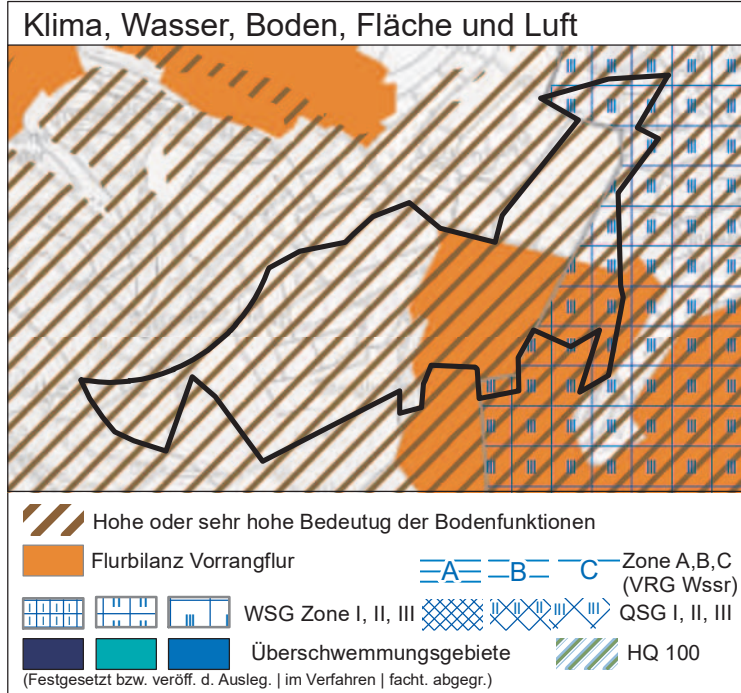 Klima, Wasser, Boden, Fläche und Luft
Hohe oder sehr hohe Bedeutug der Bodenfunktionen
Flurbilanz Vorrangflur
A B C Zone A,B,C
(VRG Wssr)
WSG Zone I, II, III
QSG I, II, III
Überschwemmungsgebiete
HQ 100
(Festgesetzt bzw. veröff. d. Ausleg. | im Verfahren | facht. abgegr.)